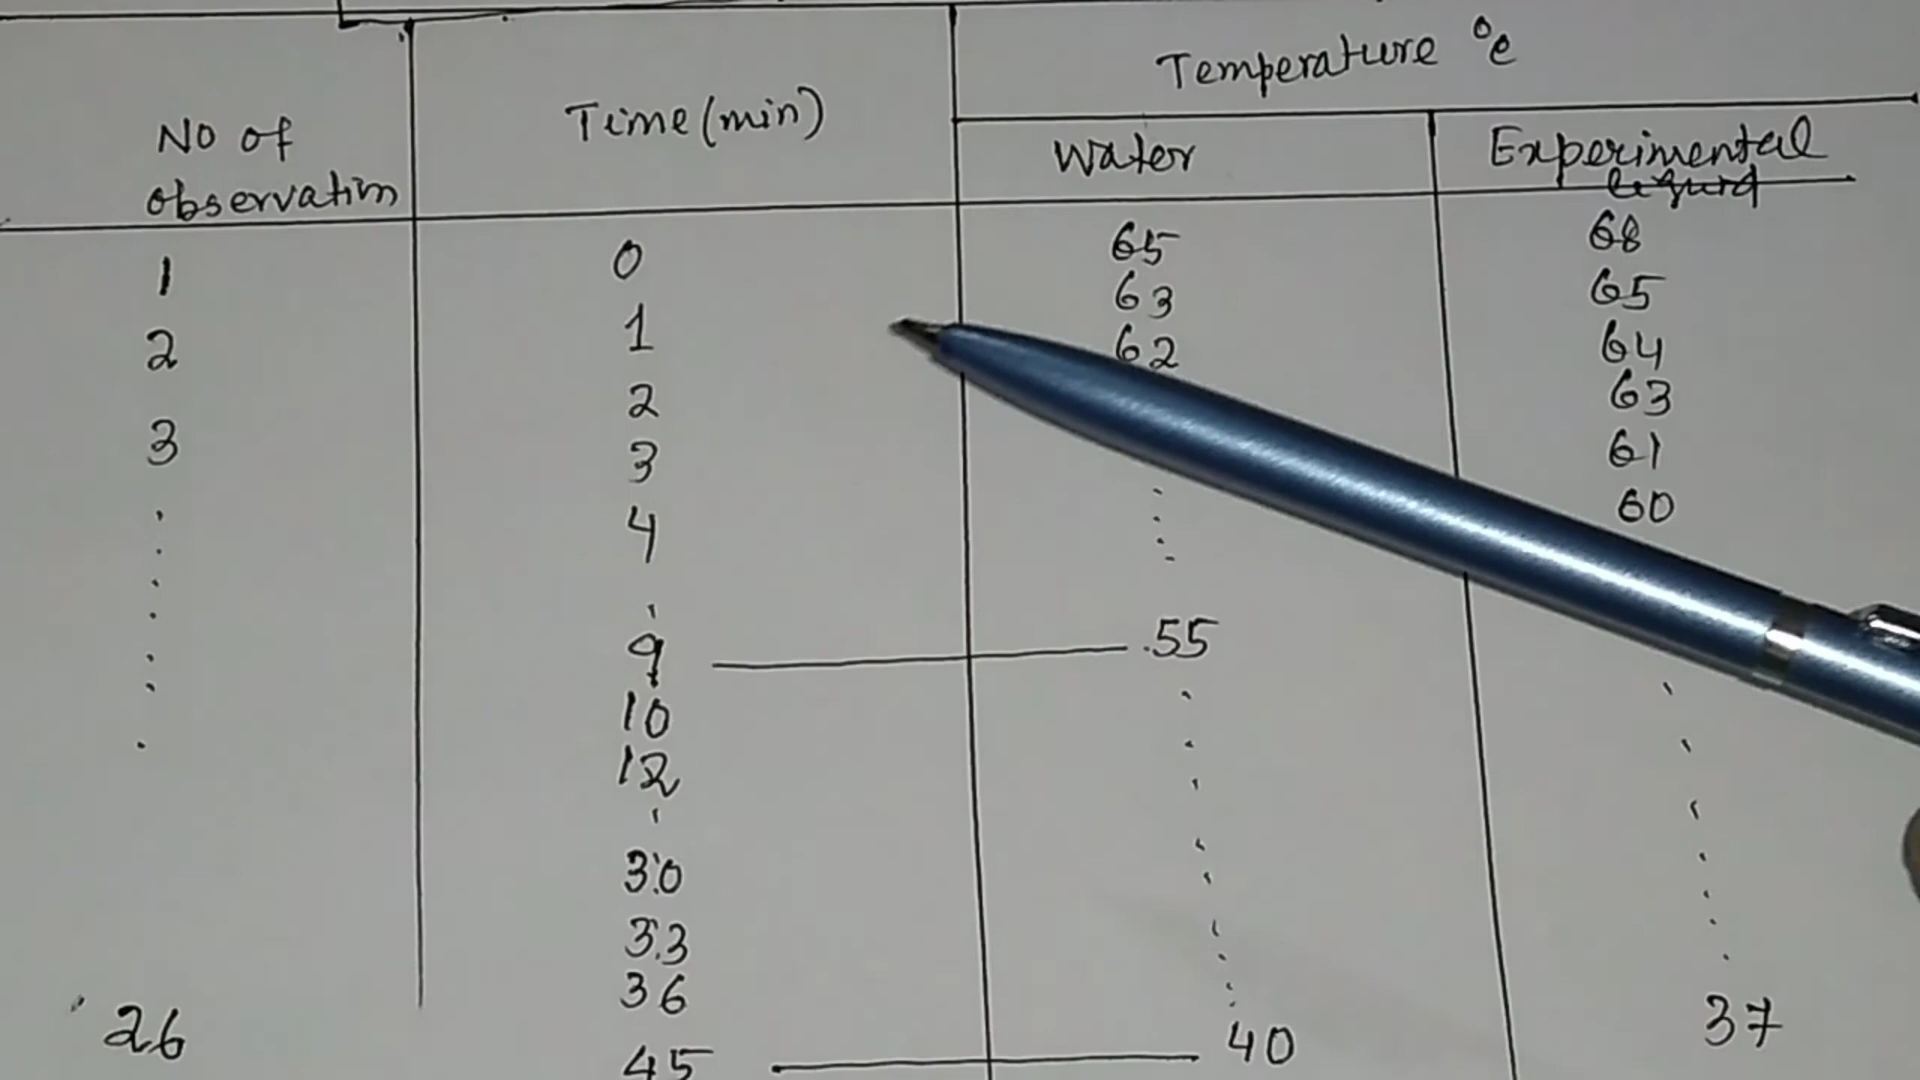 Temperature °c
No of observation Time (min) Water Experimental liquid
1 0 65 68
2 1 63 65
3 2 62 64
3 63
4 61
60
9 55
10
12
30
33
36
26 45 40 37